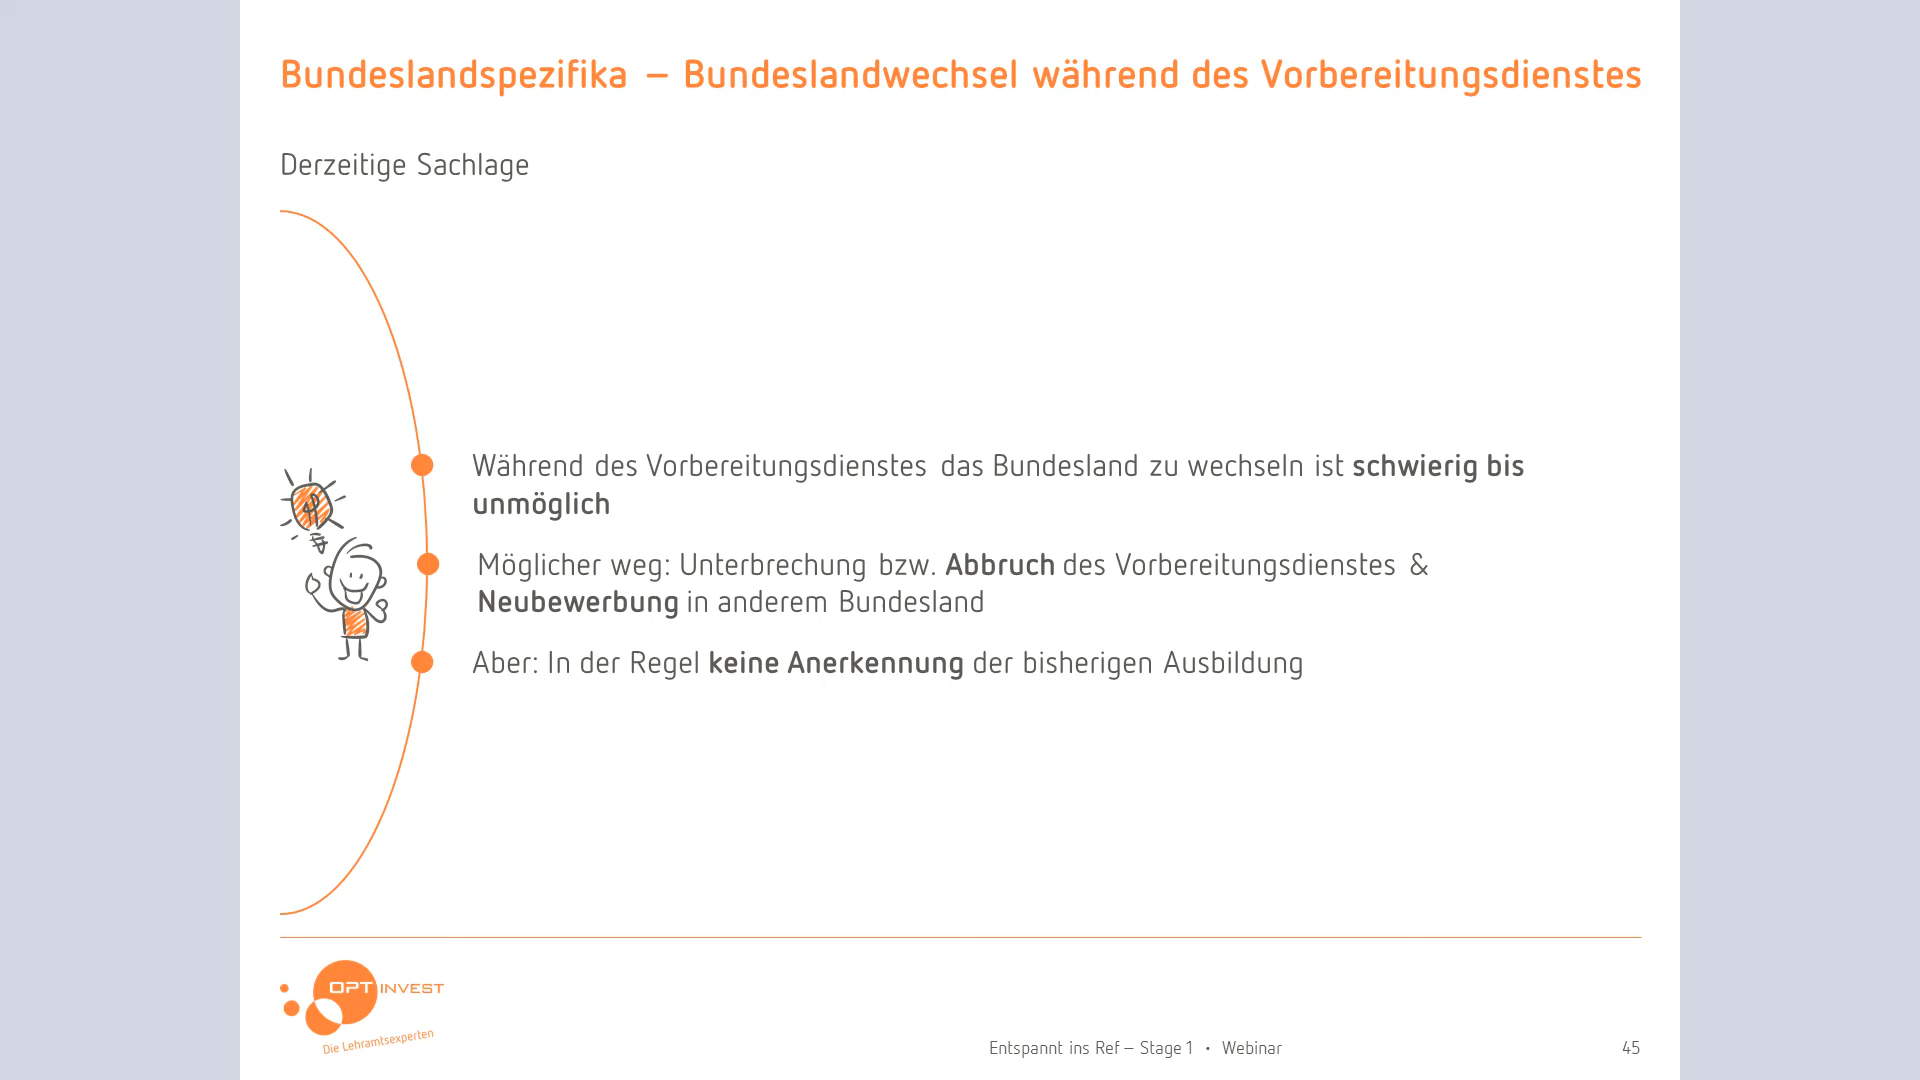 Bundeslandspezifika – Bundeslandwechsel während des Vorbereitungsdienstes
Derzeitige Sachlage
Während des Vorbereitungsdienstes das Bundesland zu wechseln ist schwierig bis
unmöglich
Möglicher weg: Unterbrechung bzw. Abbruch des Vorbereitungsdienstes &
Neubewerbung in anderem Bundesland
Aber: In der Regel keine Anerkennung der bisherigen Ausbildung
OPTINVEST
Die Lehramtsexperten
Entspannt ins Ref – Stage 1 • Webinar
45